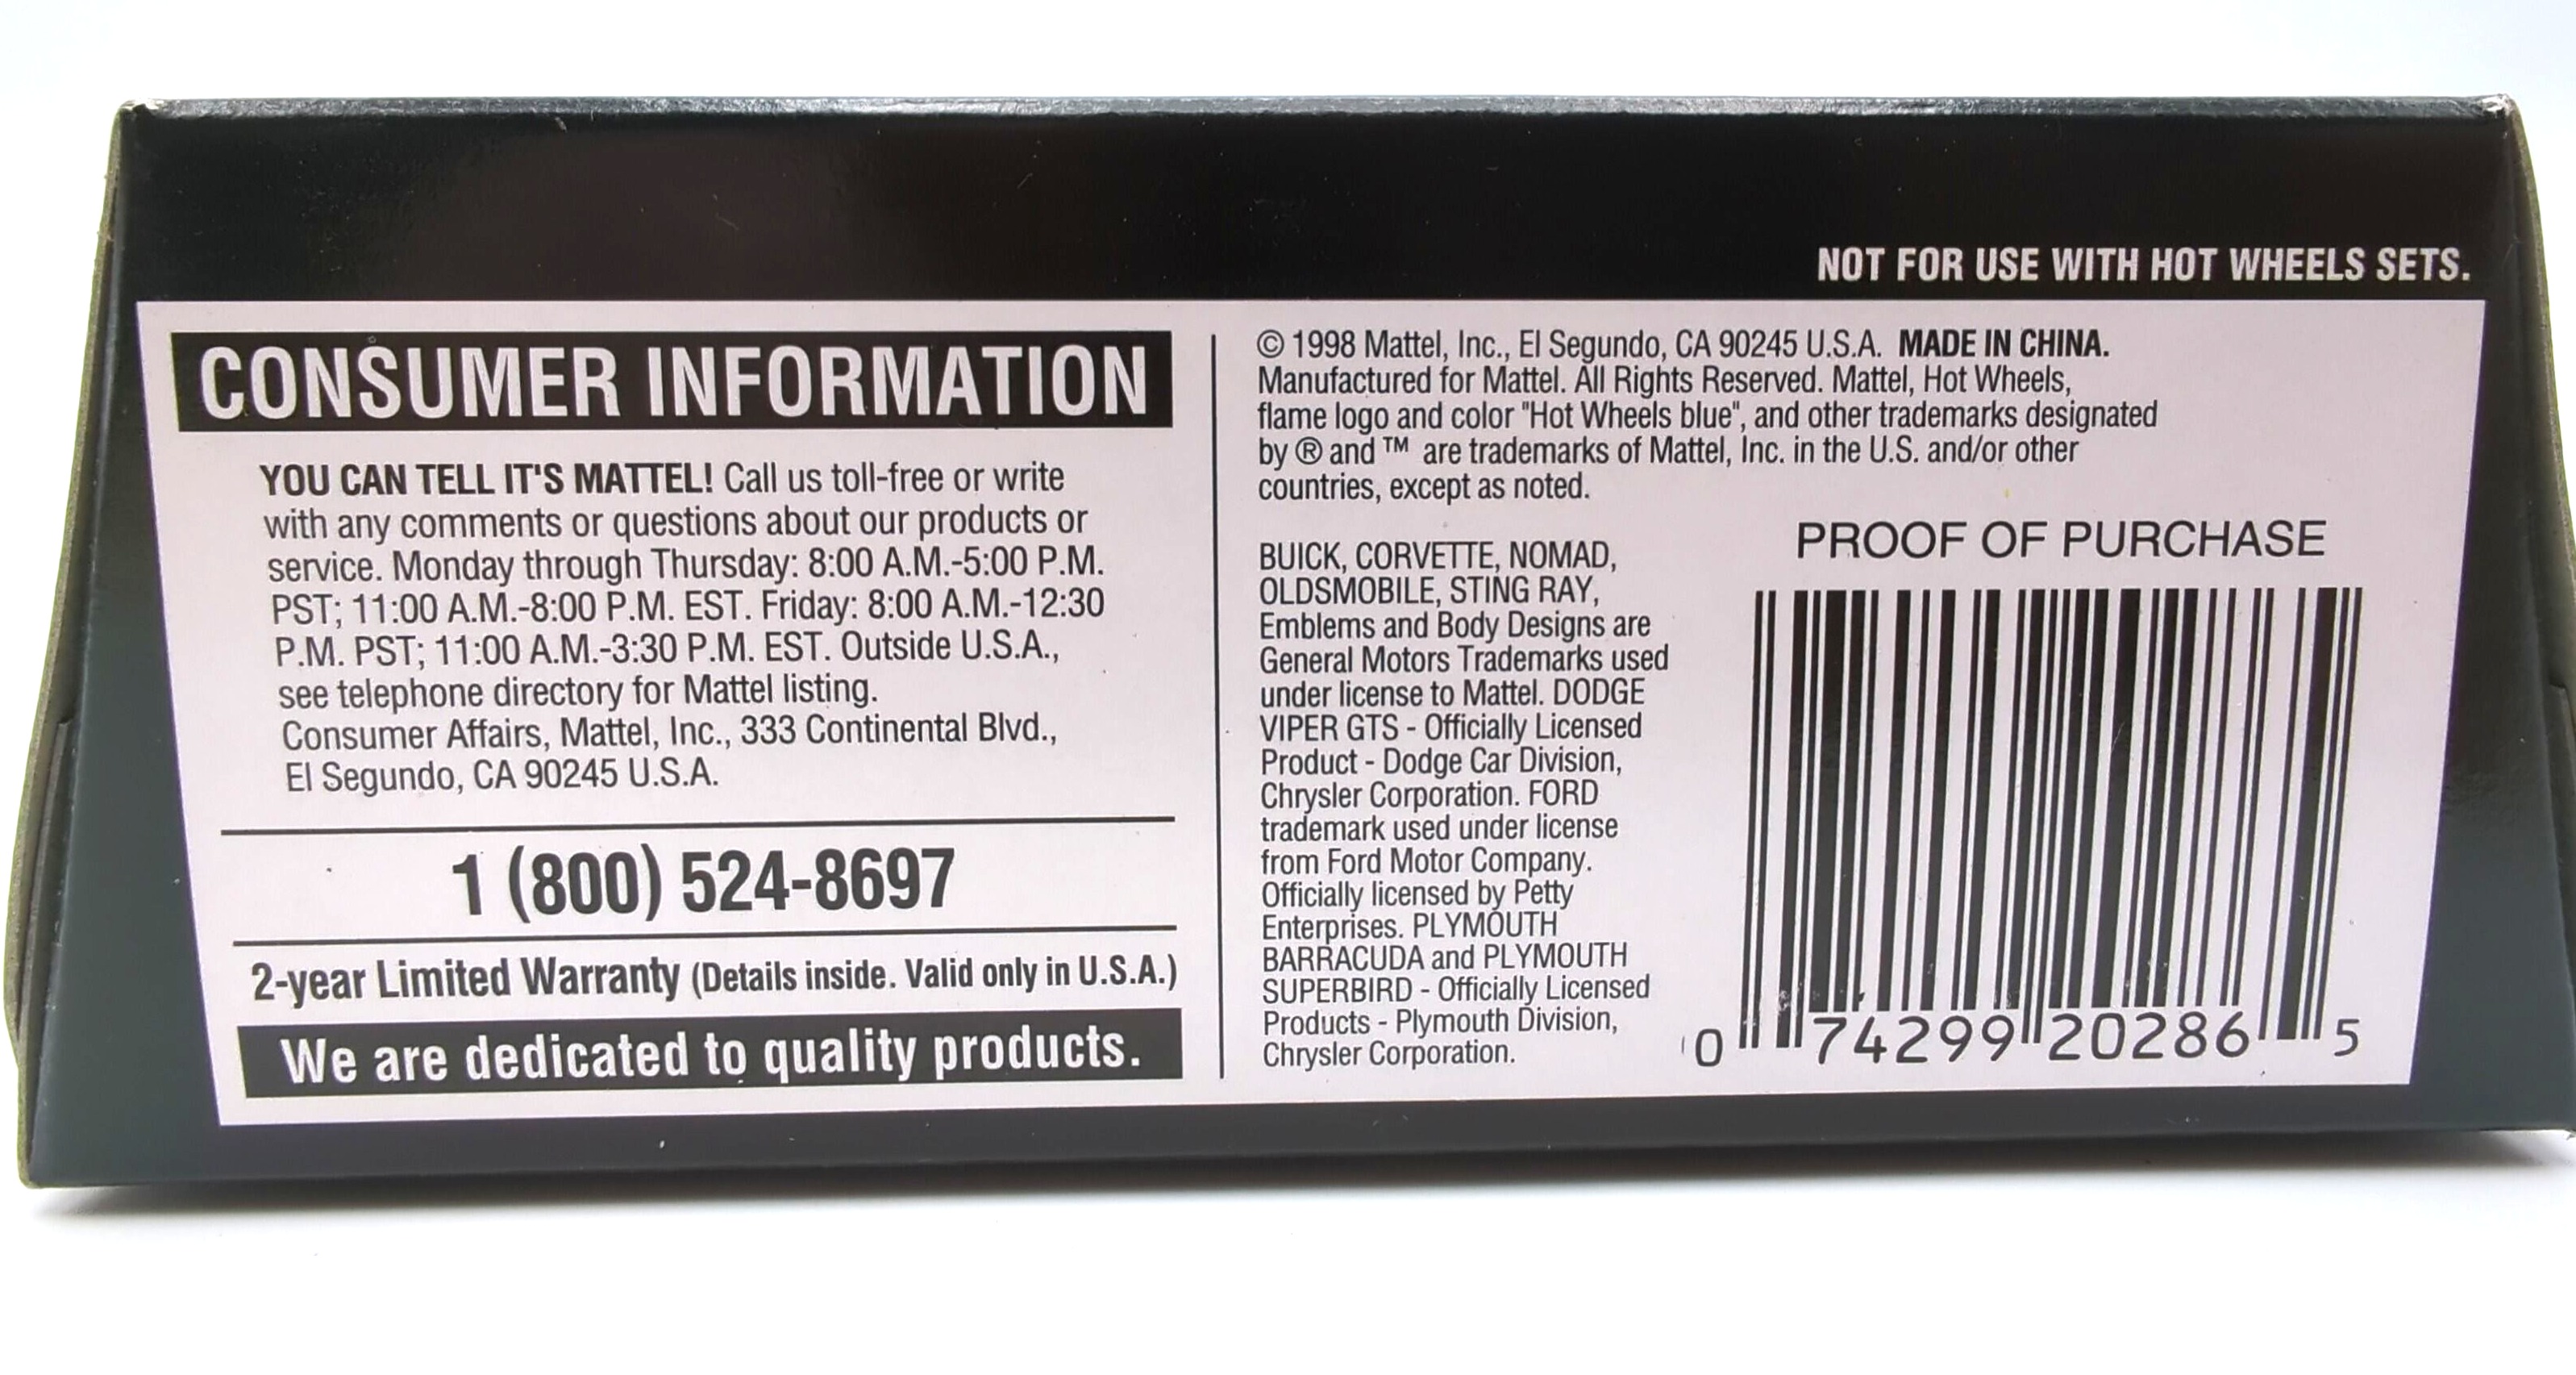 NOT FOR USE WITH HOT WHEELS SETS.
CONSUMER INFORMATION
YOU CAN TELL IT'S MATTEL! Call us toll-free or write
with any comments or questions about our products or
service. Monday through Thursday: 8:00 A.M.-5:00 P.M.
PST; 11:00 A.M.-8:00 P.M. EST. Friday: 8:00 A.M.-12:30
P.M. PST; 11:00 A.M.-3:30 P.M. EST. Outside U.S.A.,
see telephone directory for Mattel listing.
Consumer Affairs, Mattel, Inc., 333 Continental Blvd.,
El Segundo, CA 90245 U.S.A.
1 (800) 524-8697
2-year Limited Warranty (Details inside. Valid only in U.S.A.)
We are dedicated to quality products.
© 1998 Mattel, Inc., El Segundo, CA 90245 U.S.A. MADE IN CHINA.
Manufactured for Mattel. All Rights Reserved. Mattel, Hot Wheels,
flame logo and color "Hot Wheels blue", and other trademarks designated
by ® and ™ are trademarks of Mattel, Inc. in the U.S. and/or other
countries, except as noted.
BUICK, CORVETTE, NOMAD,
OLDSMOBILE, STING RAY,
Emblems and Body Designs are
General Motors Trademarks used
under license to Mattel. DODGE
VIPER GTS - Officially Licensed
Product - Dodge Car Division,
Chrysler Corporation. FORD
trademark used under license
from Ford Motor Company.
Officially licensed by Petty
Enterprises. PLYMOUTH
BARRACUDA and PLYMOUTH
SUPERBIRD - Officially Licensed
Products - Plymouth Division,
Chrysler Corporation.
PROOF OF PURCHASE
0 74299 20286 5